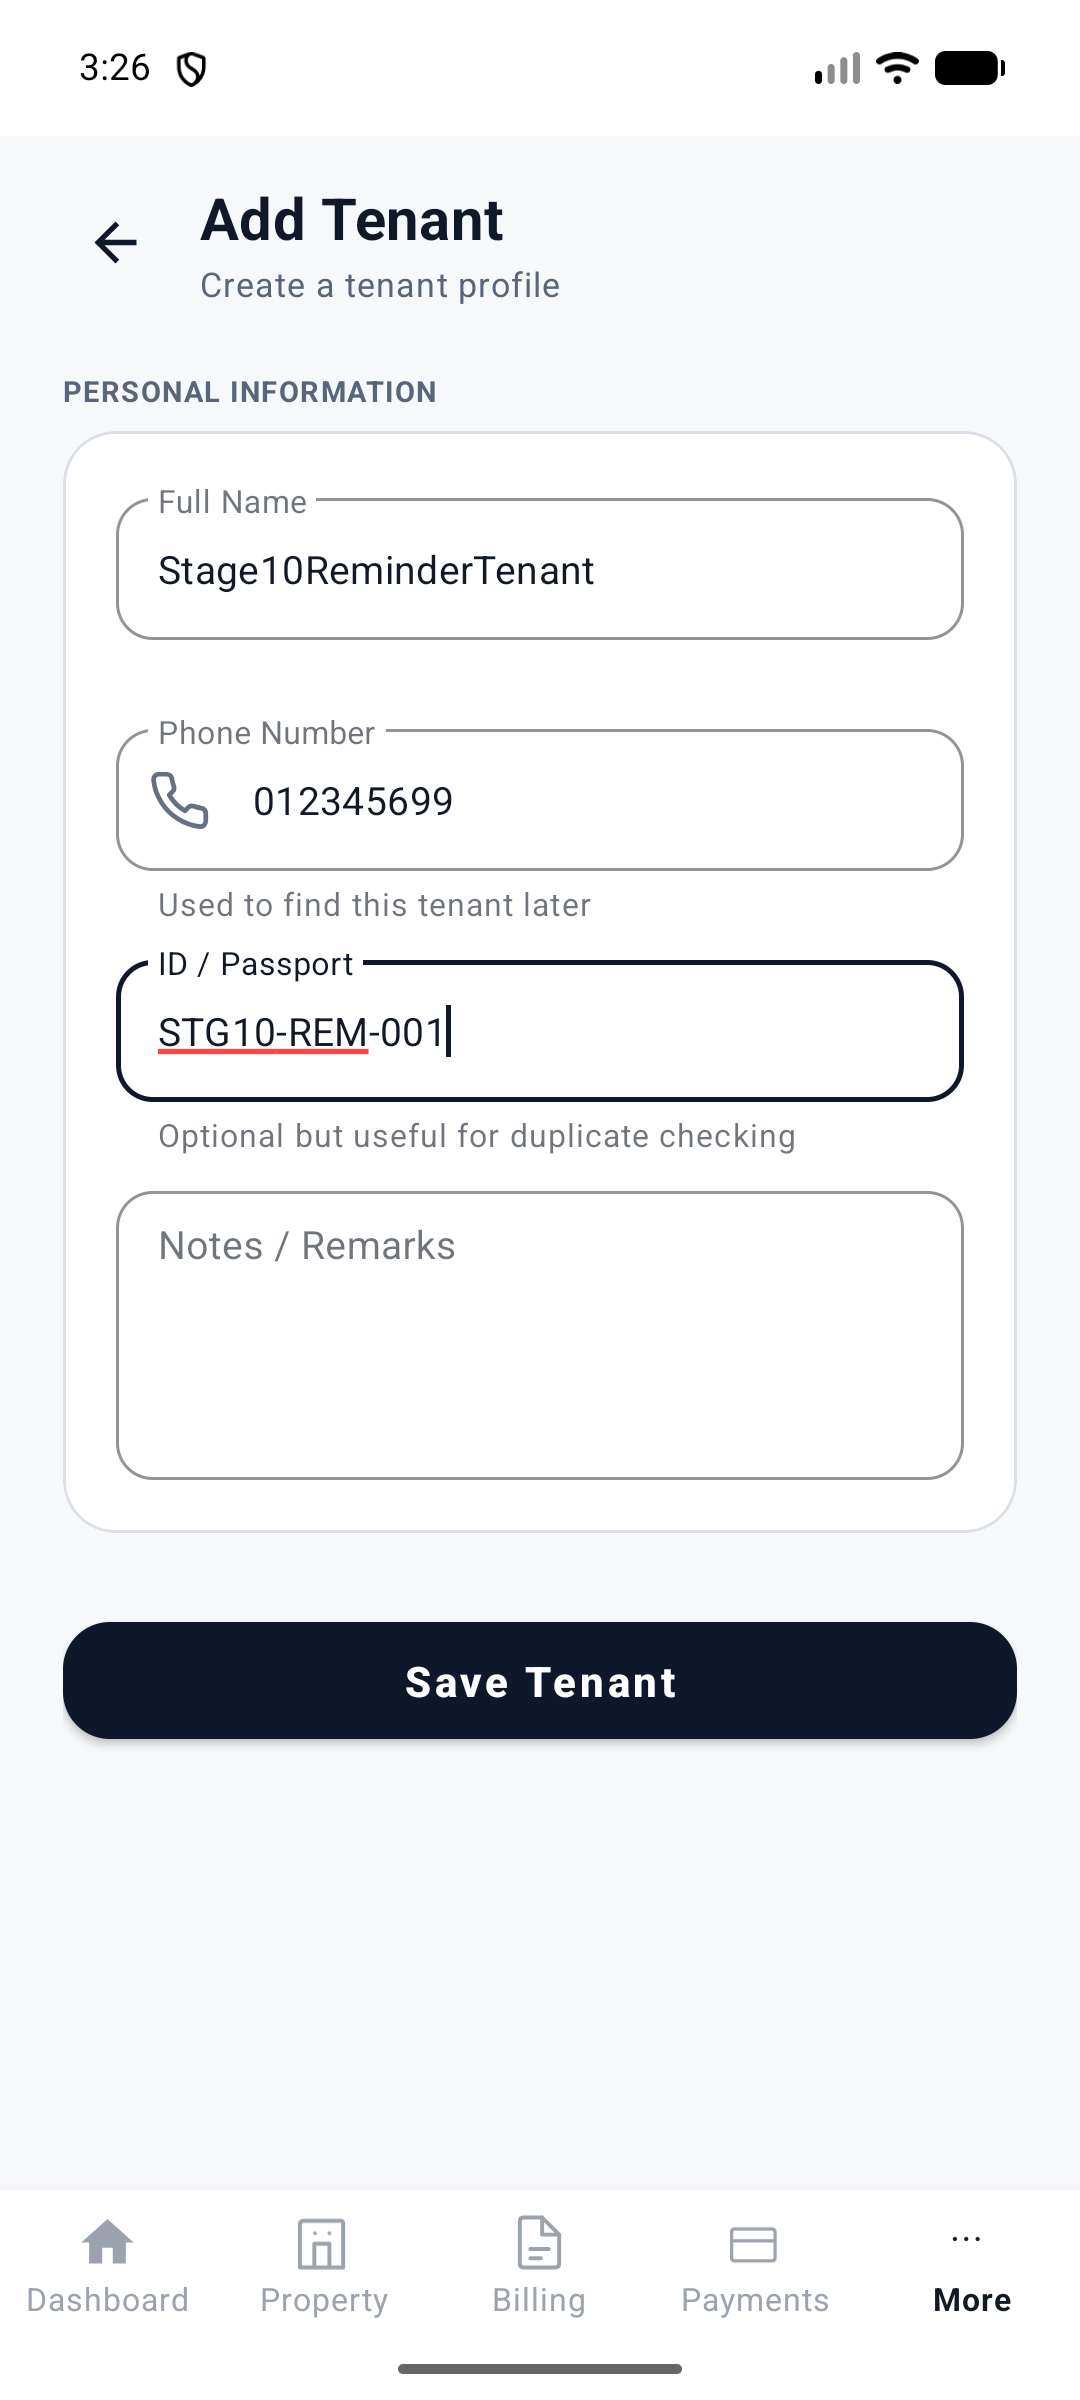 3:26
Add Tenant
Create a tenant profile
PERSONAL INFORMATION
Full Name
Stage10ReminderTenant
Phone Number
012345699
Used to find this tenant later
ID / Passport
STG10-REM-001
Optional but useful for duplicate checking
Notes / Remarks
Save Tenant
Dashboard
Property
Billing
Payments
More